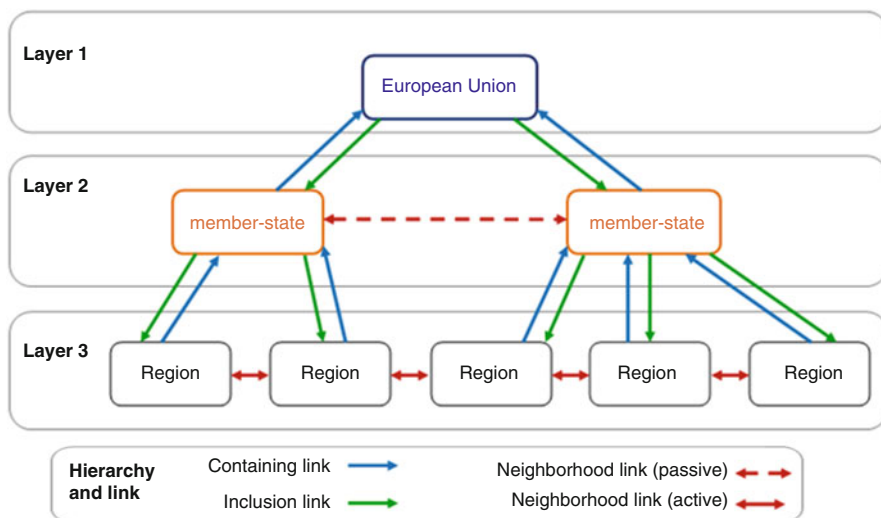 Layer 1
European Union
Layer 2
member-state
member-state
Layer 3
Region
Region
Region
Region
Region
Hierarchy
and link
Containing link
Inclusion link
Neighborhood link (passive)
Neighborhood link (active)